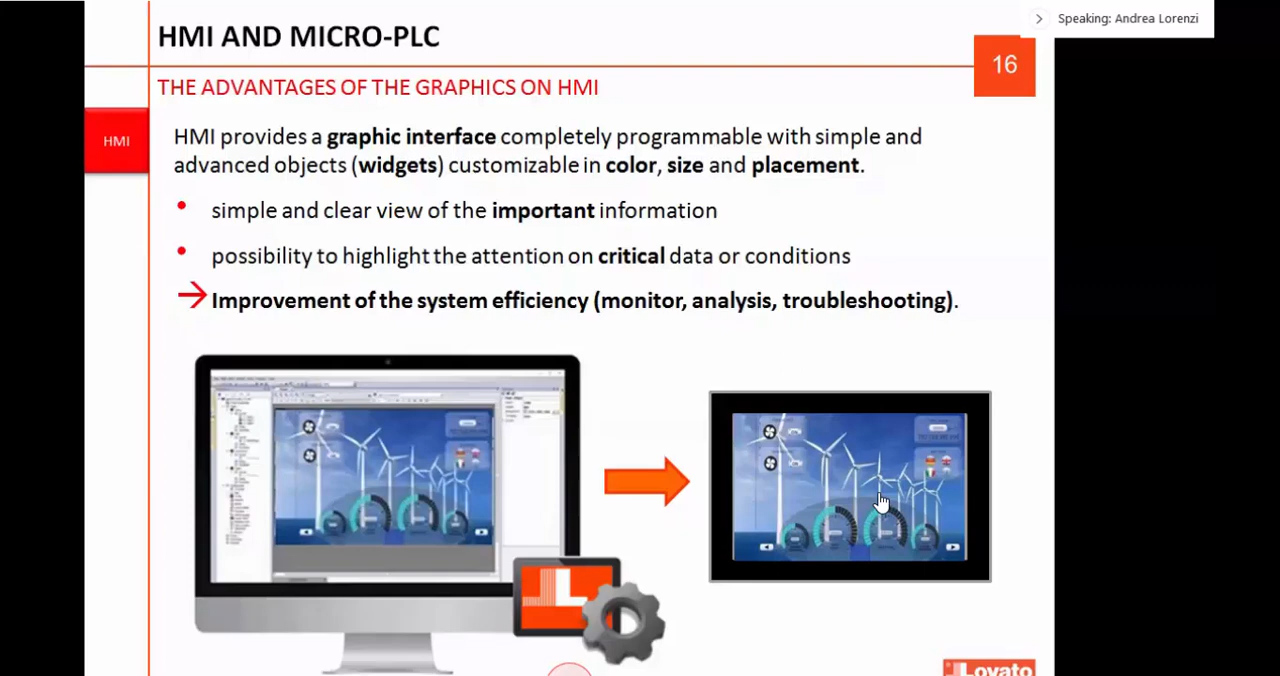 Speaking: Andrea Lorenzi
HMI AND MICRO-PLC
16
THE ADVANTAGES OF THE GRAPHICS ON HMI
HMI
HMI provides a graphic interface completely programmable with simple and
advanced objects (widgets) customizable in color, size and placement.
• simple and clear view of the important information
• possibility to highlight the attention on critical data or conditions
→ Improvement of the system efficiency (monitor, analysis, troubleshooting).
Lovato